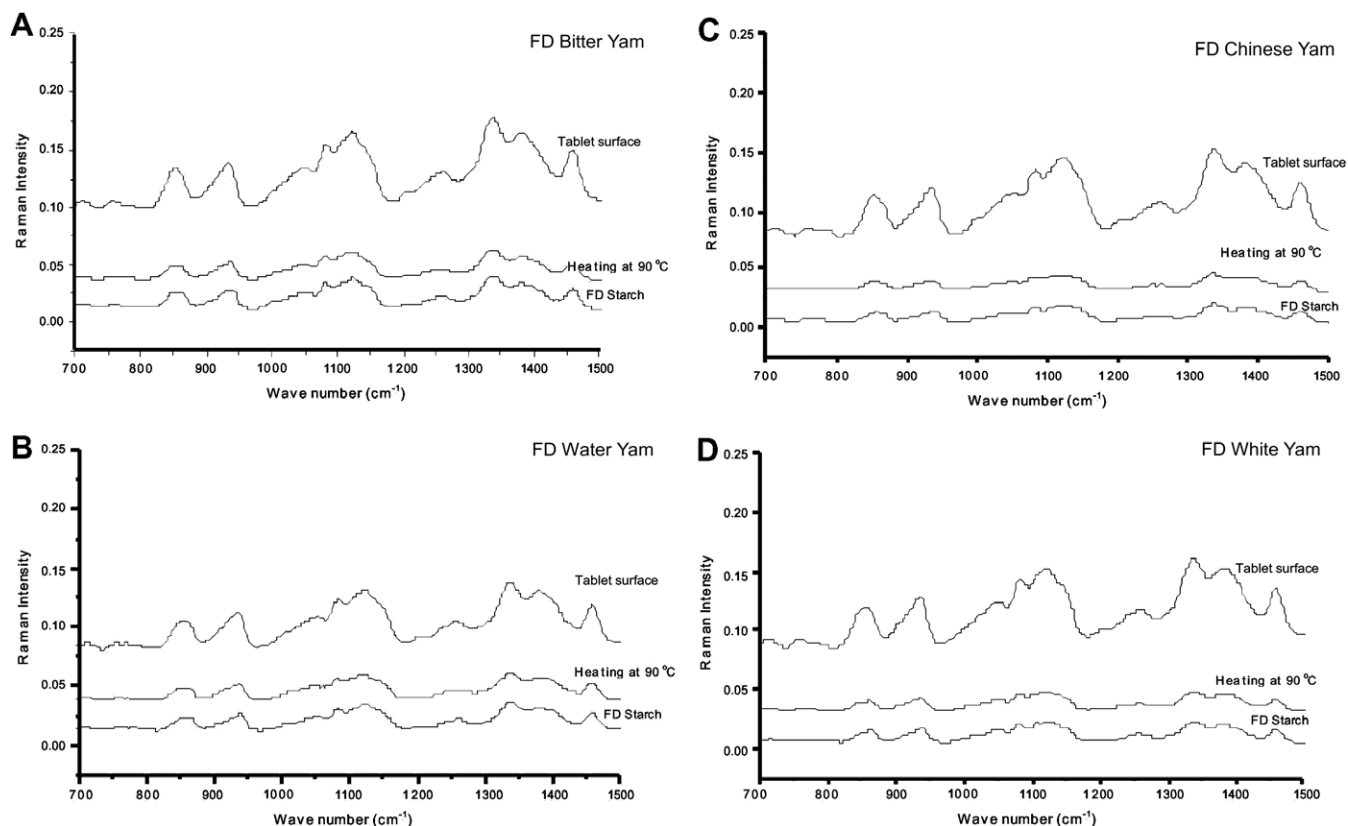 A
FD Bitter Yam
0.25
0.20
0.15
0.10
0.05
0.00
Raman Intensity
Tablet surface
Heating at 90 °C
FD Starch
700 800 900 1000 1100 1200 1300 1400 1500
Wave number (cm⁻¹)
B
FD Water Yam
0.25
0.20
0.15
0.10
0.05
0.00
Raman Intensity
Tablet surface
Heating at 90 °C
FD Starch
700 800 900 1000 1100 1200 1300 1400 1500
Wave number (cm⁻¹)
C
FD Chinese Yam
0.25
0.20
0.15
0.10
0.05
0.00
Raman Intensity
Tablet surface
Heating at 90 °C
FD Starch
700 800 900 1000 1100 1200 1300 1400 1500
Wave number (cm⁻¹)
D
FD White Yam
0.25
0.20
0.15
0.10
0.05
0.00
Raman Intensity
Tablet surface
Heating at 90 °C
FD Starch
700 800 900 1000 1100 1200 1300 1400 1500
Wave number (cm⁻¹)